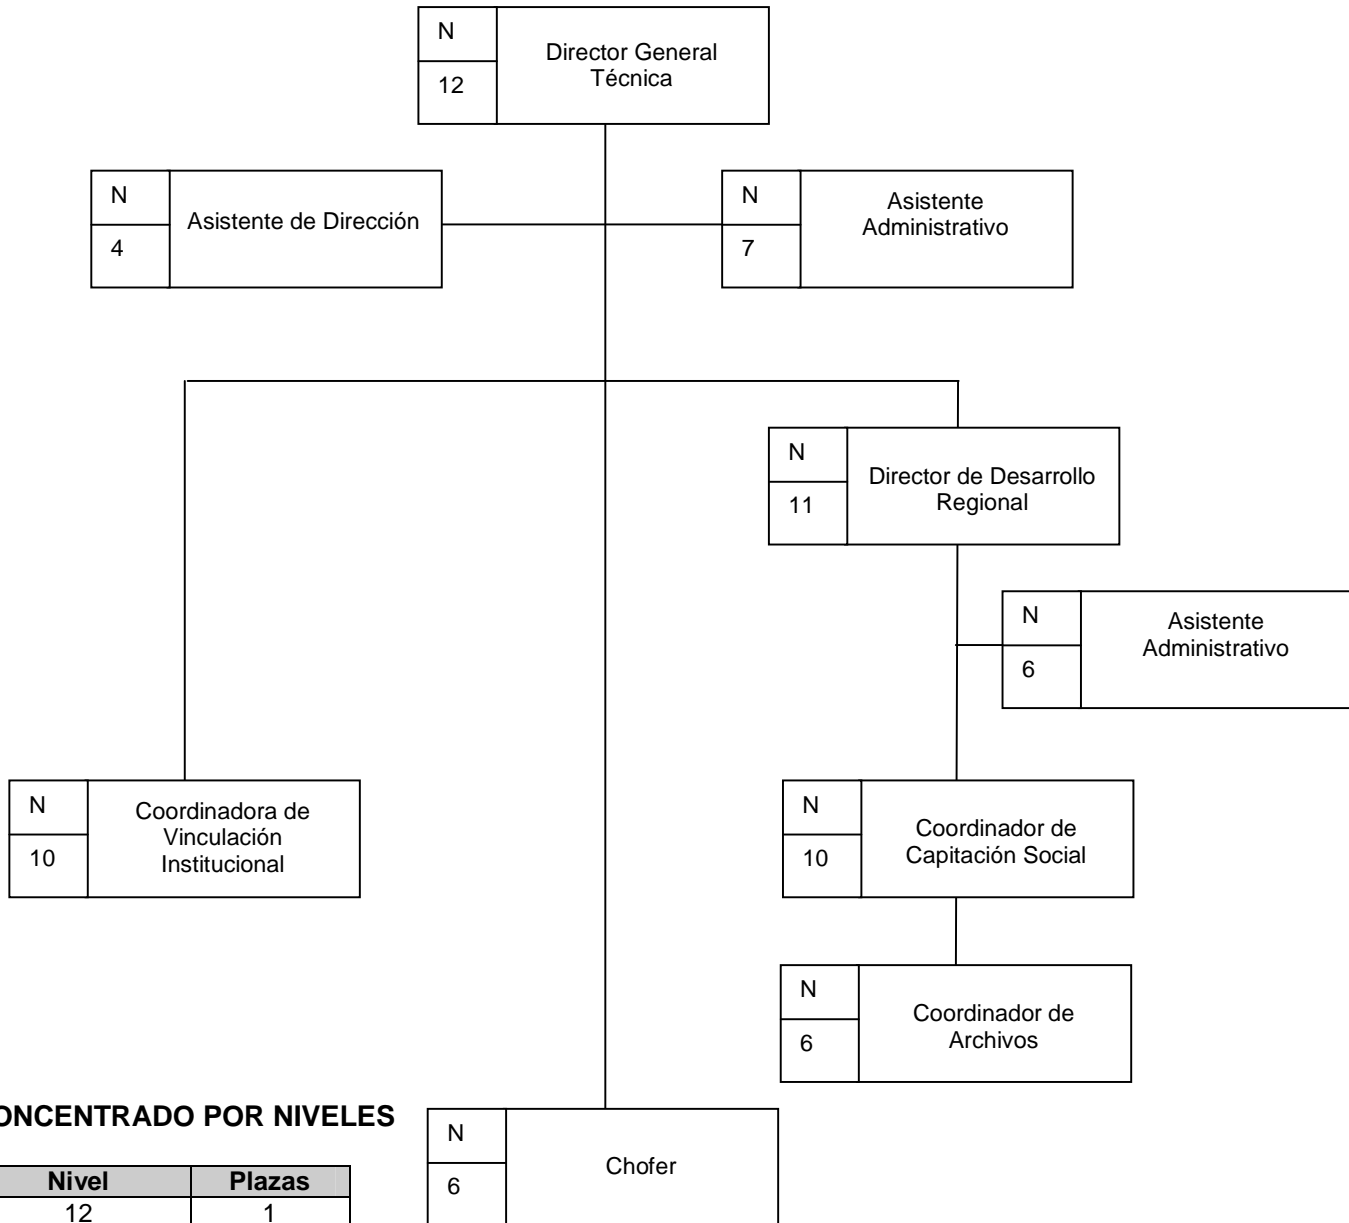 N
12
Director General
Técnica
N
4
Asistente de Dirección
N
7
Asistente
Administrativo
N
11
Director de Desarrollo
Regional
N
6
Asistente
Administrativo
N
10
Coordinadora de
Vinculación
Institucional
N
10
Coordinador de
Capitación Social
N
6
Coordinador de
Archivos
ONCENTRADO POR NIVELES
N
6
Chofer
Nivel Plazas
12 1